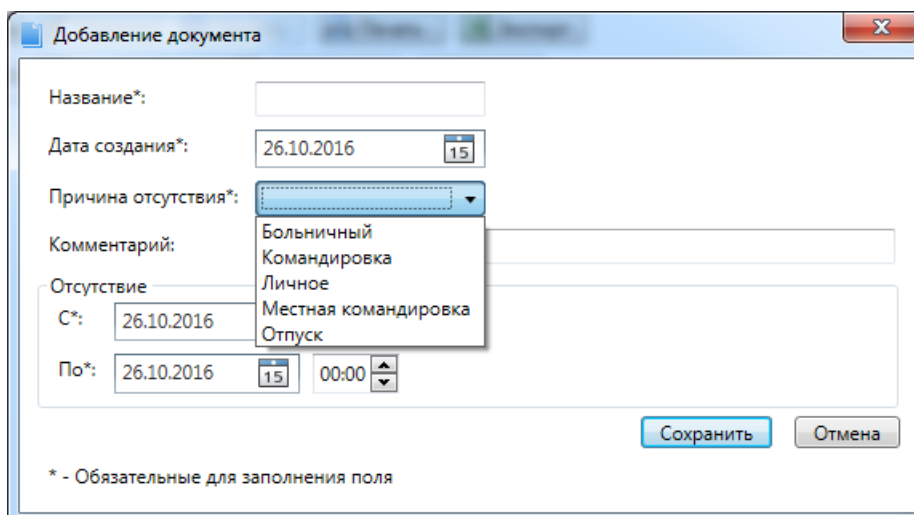 Добавление документа
Название*:
Дата создания*: 26.10.2016 15
Причина отсутствия*:
Больничный
Комментарий:
Командировка
Личное
Местная командировка
Отпуск
Отсутствие
С*: 26.10.2016
По*: 26.10.2016 15 00:00
Сохранить Отмена
* - Обязательные для заполнения поля